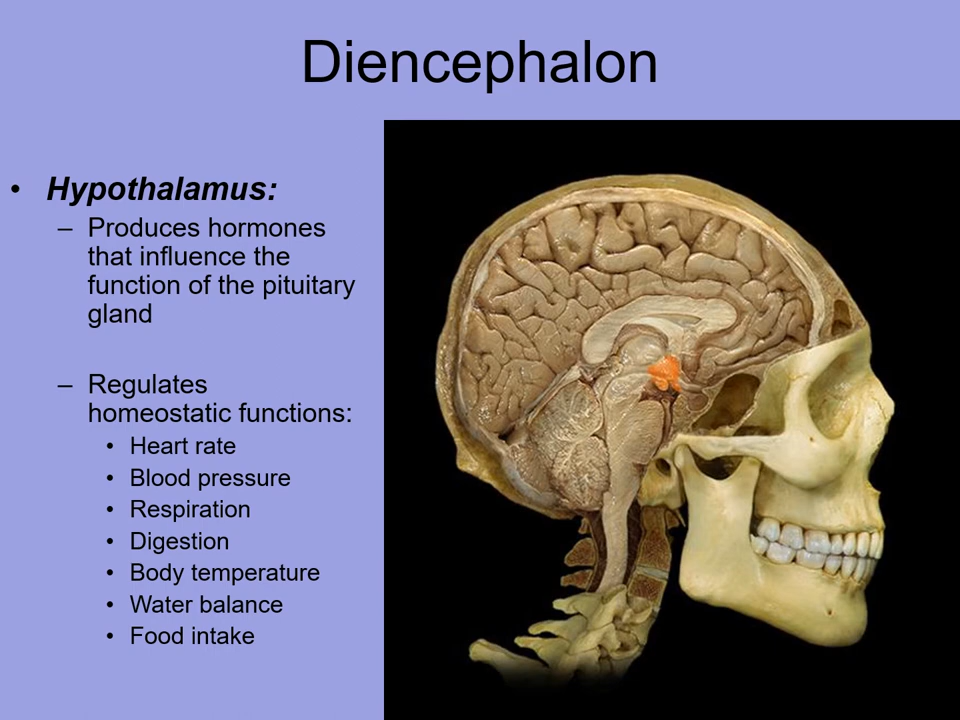 Diencephalon
• Hypothalamus:
– Produces hormones
that influence the
function of the pituitary
gland
– Regulates
homeostatic functions:
• Heart rate
• Blood pressure
• Respiration
• Digestion
• Body temperature
• Water balance
• Food intake